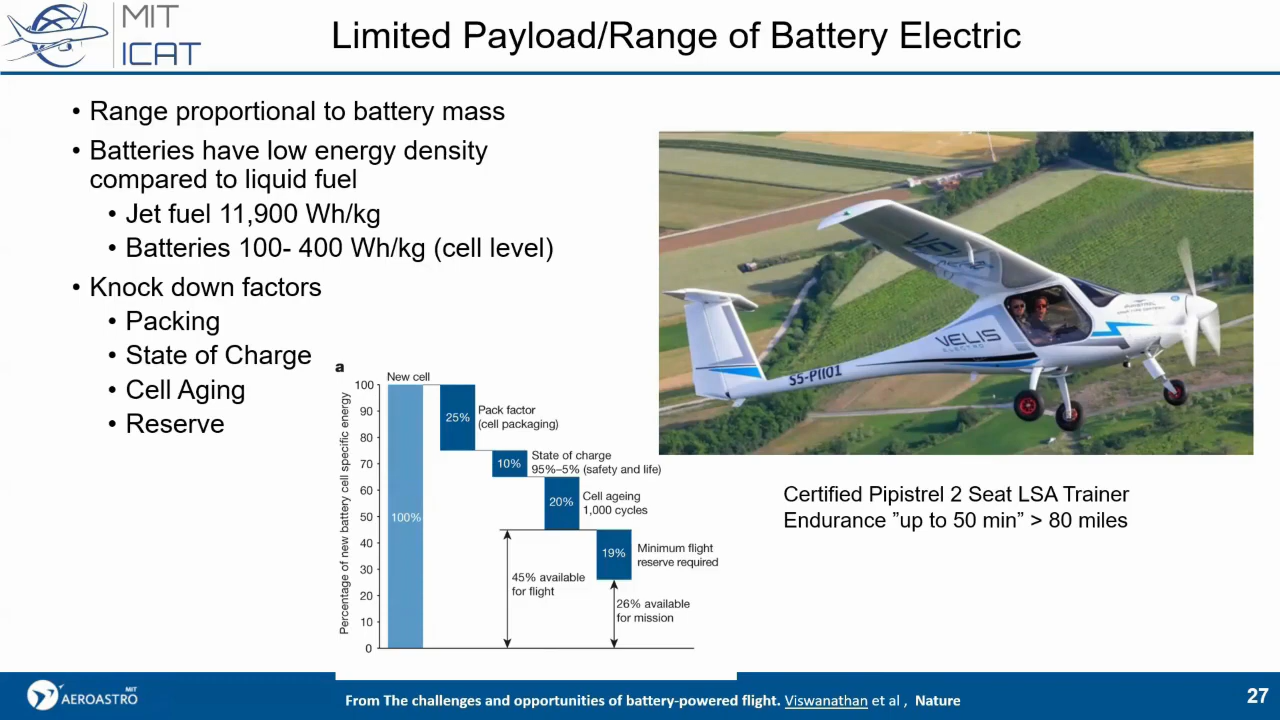 MIT
ICAT
Limited Payload/Range of Battery Electric
• Range proportional to battery mass
• Batteries have low energy density
compared to liquid fuel
• Jet fuel 11,900 Wh/kg
• Batteries 100- 400 Wh/kg (cell level)
• Knock down factors
• Packing
• State of Charge
• Cell Aging
• Reserve
a
New cell
Percentage of new battery cell specific energy
100
90
80
70
60
50
40
30
20
10
0
100%
25%
Pack factor
(cell packaging)
10%
State of charge
95%–5% (safety and life)
20%
Cell ageing
1,000 cycles
19%
Minimum flight
reserve required
45% available
for flight
26% available
for mission
VELIS
ELECTRO
Certified Pipistrel 2 Seat LSA Trainer
Endurance ”up to 50 min” > 80 miles
MIT
AEROASTRO
From The challenges and opportunities of battery-powered flight. Viswanathan et al , Nature
27